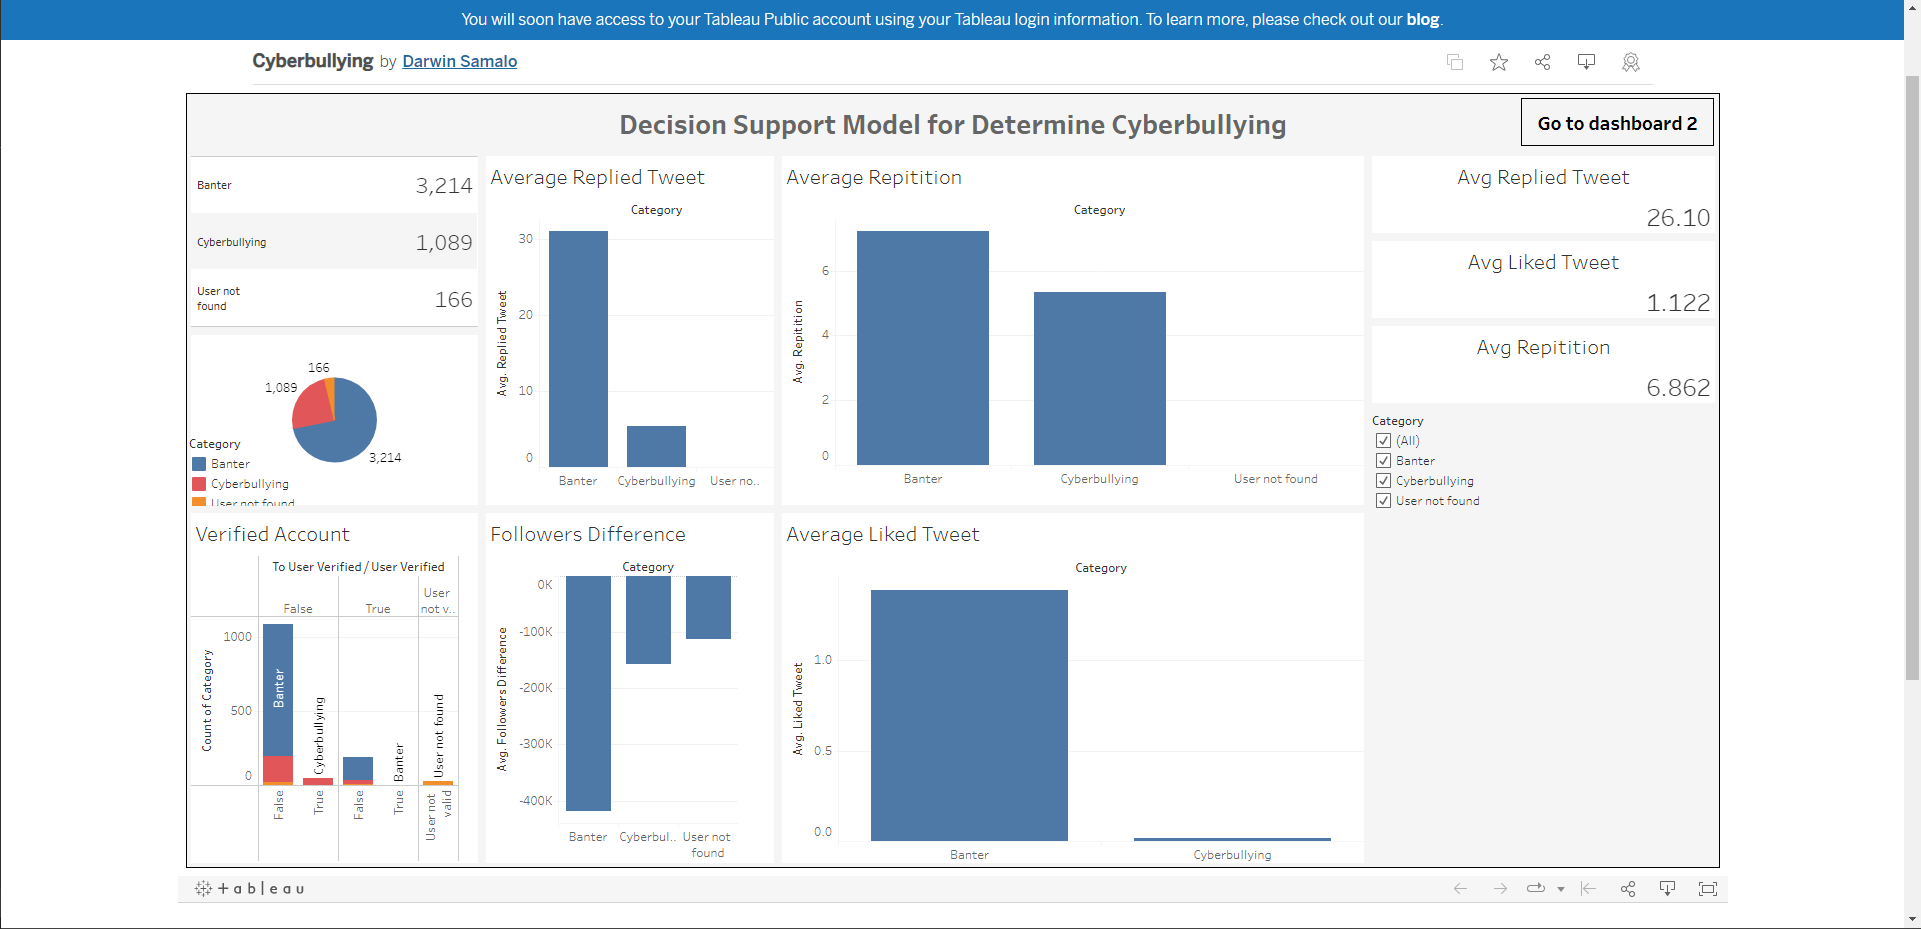 You will soon have access to your Tableau Public account using your Tableau login information. To learn more, please check out our blog.
Cyberbullying by Darwin Samalo
Decision Support Model for Determine Cyberbullying
Go to dashboard 2
Banter 3,214
Cyberbullying 1,089
User not
found
166
166
1,089
3,214
Category
Banter
Cyberbullying
User not found
Average Replied Tweet
Category
Avg. Replied Tweet
30
20
10
0
Banter Cyberbullying User no..
Average Repitition
Category
Avg. Repitition
6
4
2
0
Banter Cyberbullying User not found
Avg Replied Tweet
26.10
Avg Liked Tweet
1.122
Avg Repitition
6.862
Category
(All)
Banter
Cyberbullying
User not found
Verified Account
To User Verified / User Verified
False True User
not v..
Count of Category
1000
500
0
Banter
Cyberbullying
Banter
User not found
False
True
False
True
User not
valid
Followers Difference
Category
Avg. Followers Difference
0K
-100K
-200K
-300K
-400K
Banter Cyberbul.. User not
found
Average Liked Tweet
Category
Avg. Liked Tweet
1.0
0.5
0.0
Banter Cyberbullying
+ableau